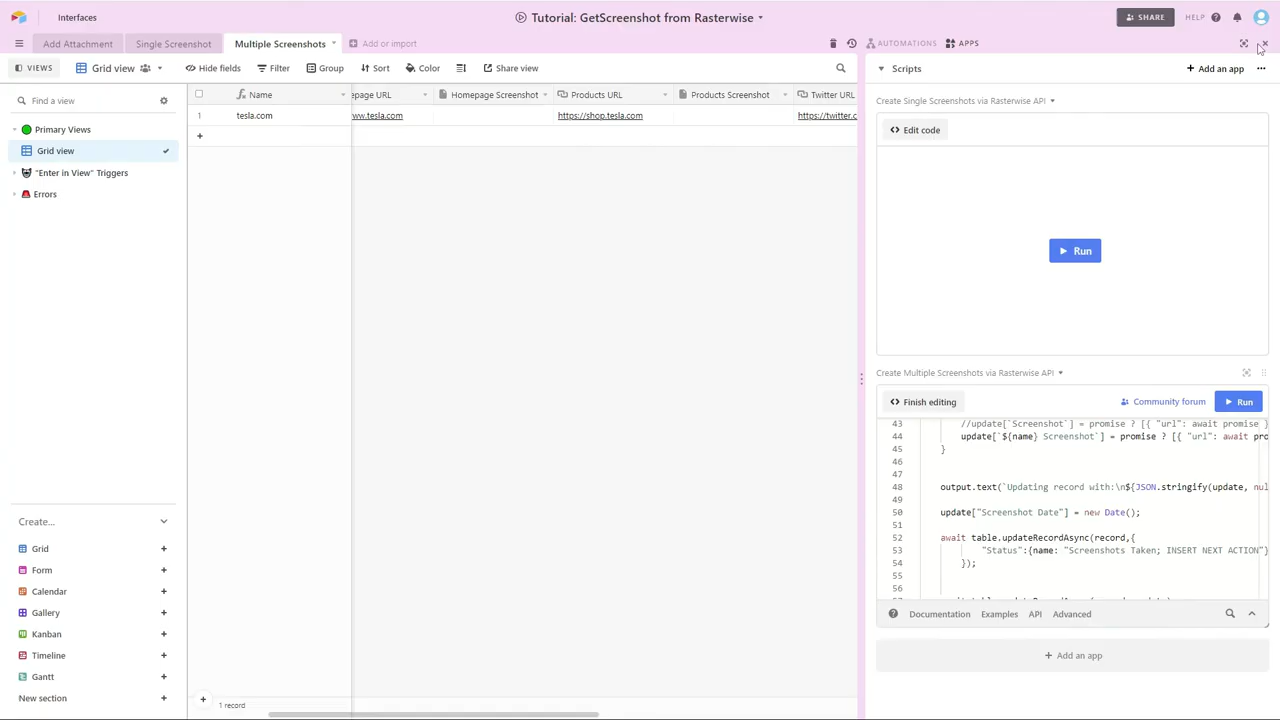 Interfaces
Tutorial: GetScreenshot from Rasterwise
SHARE
HELP
Add Attachment
Single Screenshot
Multiple Screenshots
Add or import
AUTOMATIONS
APPS
VIEWS
Grid view
Hide fields
Filter
Group
Sort
Color
Share view
Scripts
Add an app
Find a view
Primary Views
Grid view
"Enter in View" Triggers
Errors
Name
epage URL
Homepage Screenshot
Products URL
Products Screenshot
Twitter URL
1
tesla.com
ww.tesla.com
https://shop.tesla.com
https://twitter.c
1 record
Create...
Grid
Form
Calendar
Gallery
Kanban
Timeline
Gantt
New section
Create Single Screenshots via Rasterwise API
Edit code
Run
Create Multiple Screenshots via Rasterwise API
Finish editing
Community forum
Run
43 //update[`Screenshot`] = promise ? [{ "url": await promise }
44 update[`${name} Screenshot`] = promise ? [{ "url": await pro
45 }
46
47
48 output.text(`Updating record with:\n${JSON.stringify(update, nul
49
50 update["Screenshot Date"] = new Date();
51
52 await table.updateRecordAsync(record,{
53 "Status":{name: "Screenshots Taken; INSERT NEXT ACTION"}
54 });
55
56
Documentation
Examples
API
Advanced
Add an app